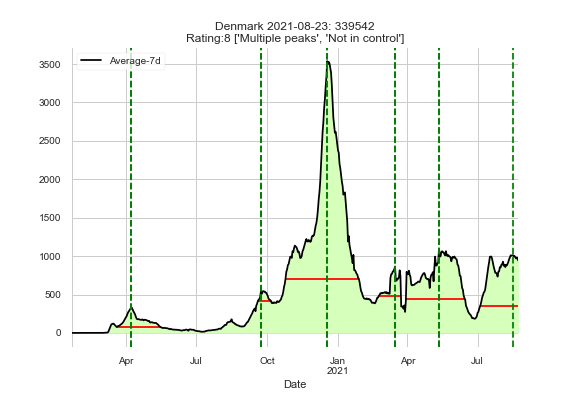 Denmark 2021-08-23: 339542
Rating:8 ['Multiple peaks', 'Not in control']
Average-7d
3500
3000
2500
2000
1500
1000
500
0
Apr
Jul
Oct
Jan
2021
Apr
Jul
Date